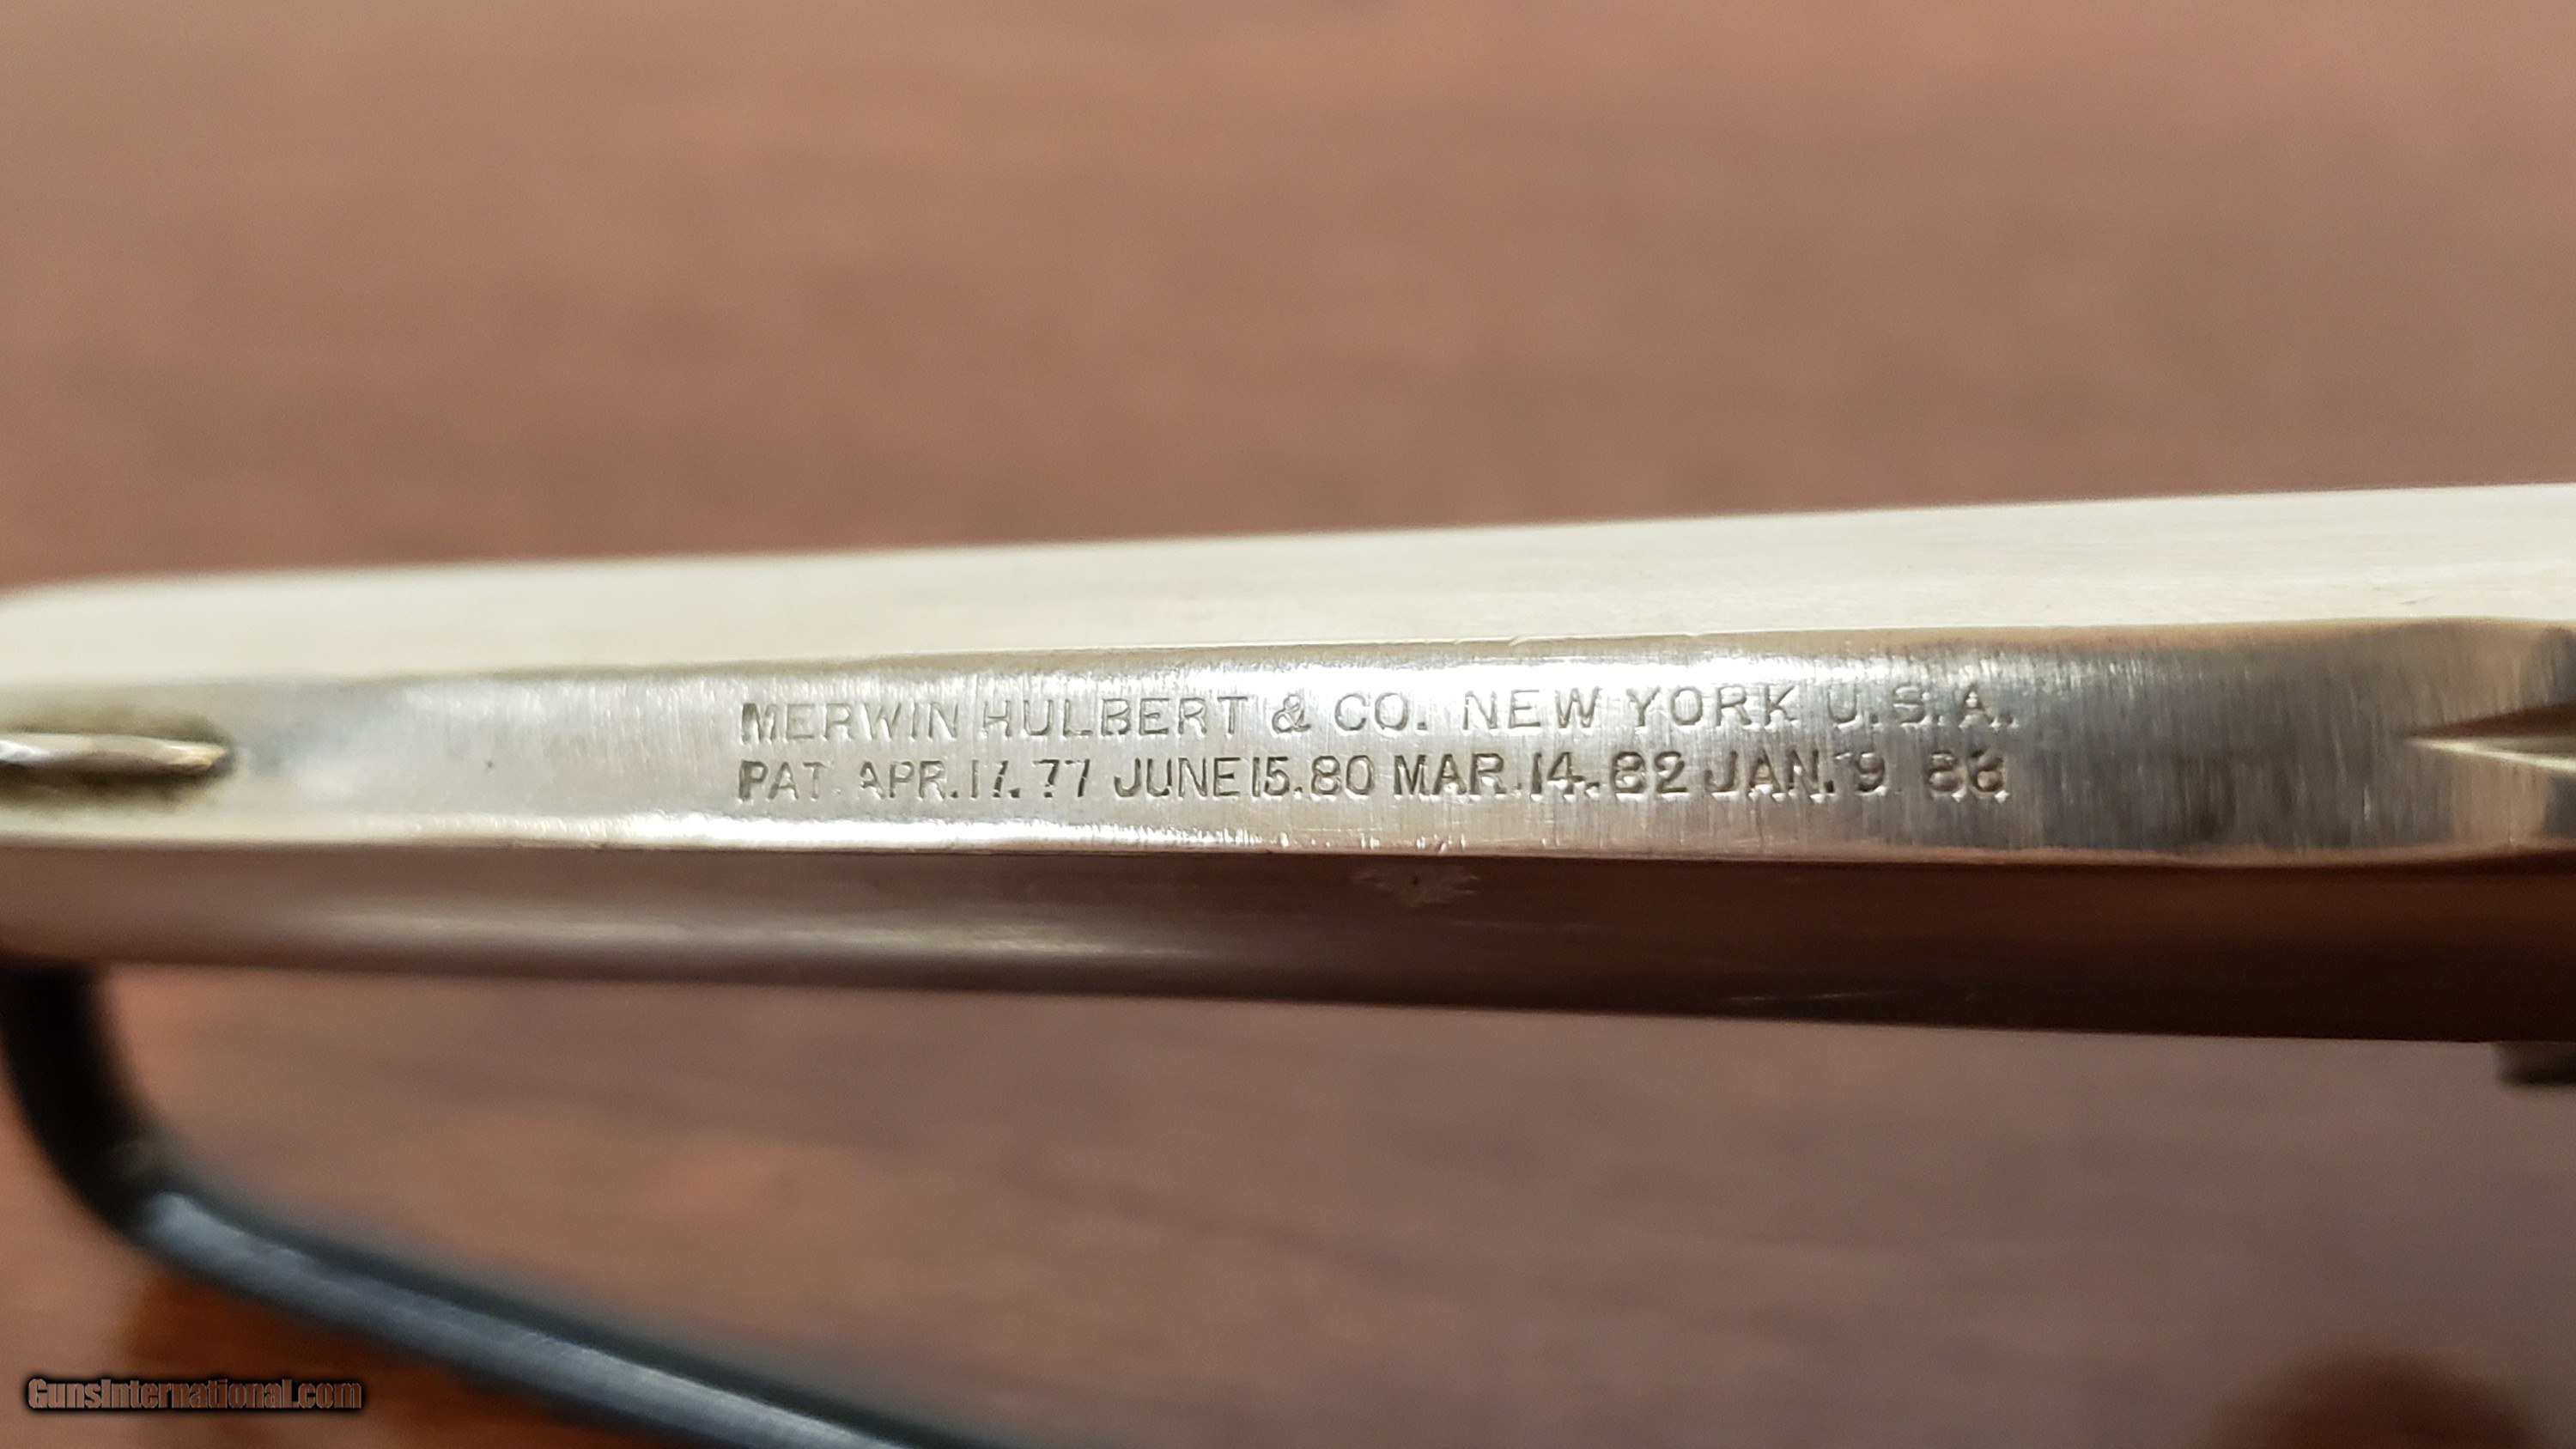 MERWIN HULBERT & CO. NEW YORK U.S.A.
PAT. APR. 17. 77 JUNE 15. 80 MAR. 14. 82 JAN. 9 83
GunsInternational.com